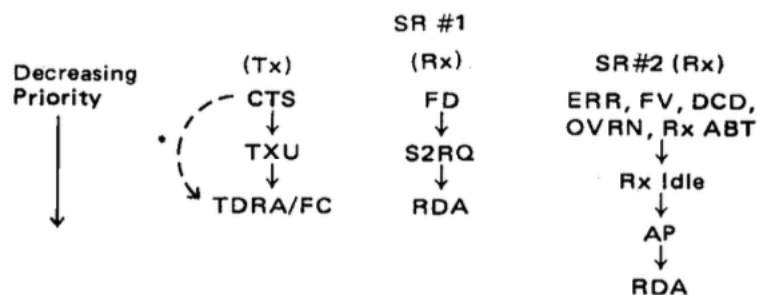 SR #1
Decreasing Priority
(Tx)
(Rx)
SR#2 (Rx)
CTS
FD
ERR, FV, DCD,
OVRN, Rx ABT
*
TXU
S2RQ
Rx Idle
TDRA/FC
RDA
AP
RDA